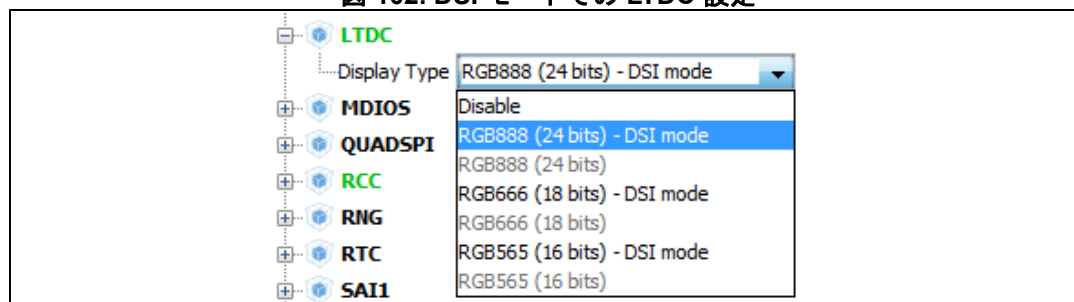 LTDC
Display Type RGB888 (24 bits) - DSI mode
MDIOS
Disable
QUADSPI
RGB888 (24 bits) - DSI mode
RGB888 (24 bits)
RCC
RGB666 (18 bits) - DSI mode
RNG
RGB666 (18 bits)
RTC
RGB565 (16 bits) - DSI mode
SAI1
RGB565 (16 bits)